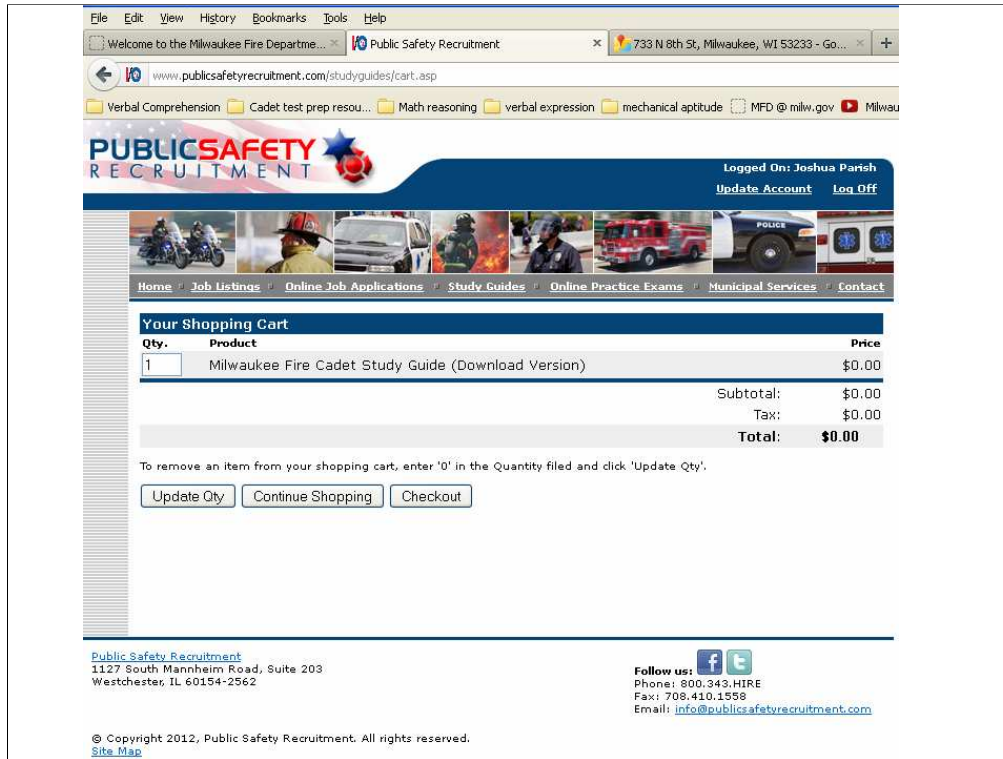 File Edit View History Bookmarks Tools Help
Welcome to the Milwaukee Fire Departme... × Public Safety Recruitment × 733 N 8th St, Milwaukee, WI 53233 - Go... × +
www.publicsafetyrecruitment.com/studyguides/cart.asp
Verbal Comprehension Cadet test prep resou... Math reasoning verbal expression mechanical aptitude MFD @ milw.gov Milwau
PUBLICSAFETY
RECRUITMENT
Logged On: Joshua Parish
Update Account Log Off
POLICE
Home Job Listings Online Job Applications Study Guides Online Practice Exams Municipal Services Contact
Your Shopping Cart
Qty. Product Price
1 Milwaukee Fire Cadet Study Guide (Download Version) $0.00
Subtotal: $0.00
Tax: $0.00
Total: $0.00
To remove an item from your shopping cart, enter '0' in the Quantity filed and click 'Update Qty'.
Update Qty Continue Shopping Checkout
Public Safety Recruitment
1127 South Mannheim Road, Suite 203
Westchester, IL 60154-2562
Follow us: f t
Phone: 800.343.HIRE
Fax: 708.410.1558
Email: info@publicsafetyrecruitment.com
© Copyright 2012, Public Safety Recruitment. All rights reserved.
Site Map